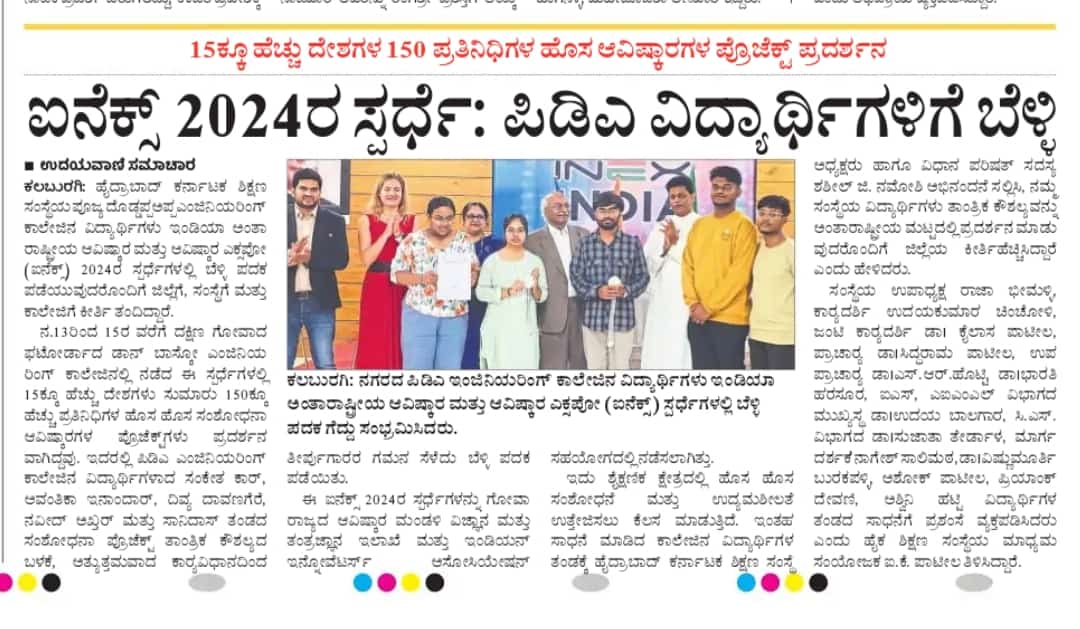 15ಕ್ಕೂ ಹೆಚ್ಚು ದೇಶಗಳ 150 ಪ್ರತಿನಿಧಿಗಳ ಹೊಸ ಆವಿಷ್ಕಾರಗಳ ಪ್ರೊಜೆಕ್ಟ್ ಪ್ರದರ್ಶನ
ಐನೆಕ್ಸ್ 2024ರ ಸ್ಪರ್ಧೆ: ಪಿಡಿಎ ವಿದ್ಯಾರ್ಥಿಗಳಿಗೆ ಬೆಳ್ಳಿ
■ ಉದಯವಾಣಿ ಸಮಾಚಾರ
ಕಲಬುರಗಿ: ಹೈದ್ರಾಬಾದ್ ಕರ್ನಾಟಕ ಶಿಕ್ಷಣ
ಸಂಸ್ಥೆಯ ಪೂಜ್ಯ ದೊಡ್ಡಪ್ಪಅಪ್ಪ ಎಂಜಿನಿಯರಿಂಗ್
ಕಾಲೇಜಿನ ವಿದ್ಯಾರ್ಥಿಗಳು ಇಂಡಿಯಾ ಅಂತಾ
ರಾಷ್ಟ್ರೀಯ ಆವಿಷ್ಕಾರ ಮತ್ತು ಆವಿಷ್ಕಾರ ಎಕ್ಸಪೋ
(ಐನೆಕ್ಸ್) 2024ರ ಸ್ಪರ್ಧೆಗಳಲ್ಲಿ ಬೆಳ್ಳಿ ಪದಕ
ಪಡೆಯುವುದರೊಂದಿಗೆ ಜಿಲ್ಲೆಗೆ, ಸಂಸ್ಥೆಗೆ ಮತ್ತು
ಕಾಲೇಜಿಗೆ ಕೀರ್ತಿ ತಂದಿದ್ದಾರೆ.
ನ.13ರಿಂದ 15ರ ವರೆಗೆ ದಕ್ಷಿಣ ಗೋವಾದ
ಫಟೋರ್ಡಾದ ಡಾನ್ ಬಾಸ್ಕೋ ಎಂಜಿನಿಯ
ರಿಂಗ್ ಕಾಲೇಜಿನಲ್ಲಿ ನಡೆದ ಈ ಸ್ಪರ್ಧೆಗಳಲ್ಲಿ
15ಕ್ಕೂ ಹೆಚ್ಚು ದೇಶಗಳು ಸುಮಾರು 150ಕ್ಕೂ
ಹೆಚ್ಚು ಪ್ರತಿನಿಧಿಗಳ ಹೊಸ ಹೊಸ ಸಂಶೋಧನಾ
ಆವಿಷ್ಕಾರಗಳ ಪ್ರೊಜೆಕ್ಟ್‌ಗಳು ಪ್ರದರ್ಶನ
ವಾಗಿದ್ದವು. ಇದರಲ್ಲಿ ಪಿಡಿಎ ಎಂಜಿನಿಯರಿಂಗ್
ಕಾಲೇಜಿನ ವಿದ್ಯಾರ್ಥಿಗಳಾದ ಸಂಕೇತ ಕಾರ್,
ಅವಂತಿಕಾ ಇನಾಂದಾರ್, ದಿವ್ಯ ದಾವಣಗೆರೆ,
ನವೀದ್ ಅಖ್ತರ್ ಮತ್ತು ಸಾನಿದಾಸ್ ತಂಡದ
ಸಂಶೋಧನಾ ಪ್ರೊಜೆಕ್ಟ್ ತಾಂತ್ರಿಕ ಕೌಶಲ್ಯದ
ಬಳಕೆ, ಅತ್ಯುತ್ತಮವಾದ ಕಾರ್‍ಯವಿಧಾನದಿಂದ
INEX
INDIA
ಕಲಬುರಗಿ: ನಗರದ ಪಿಡಿಎ ಇಂಜಿನಿಯರಿಂಗ್ ಕಾಲೇಜಿನ ವಿದ್ಯಾರ್ಥಿಗಳು ಇಂಡಿಯಾ
ಅಂತಾರಾಷ್ಟ್ರೀಯ ಆವಿಷ್ಕಾರ ಮತ್ತು ಆವಿಷ್ಕಾರ ಎಕ್ಸಪೋ (ಐನೆಕ್ಸ್) ಸ್ಪರ್ಧೆಗಳಲ್ಲಿ ಬೆಳ್ಳಿ
ಪದಕ ಗೆದ್ದು ಸಂಭ್ರಮಿಸಿದರು.
ತೀರ್ಪುಗಾರರ ಗಮನ ಸೆಳೆದು ಬೆಳ್ಳಿ ಪದಕ
ಪಡೆಯಿತು.
ಈ ಐನೆಕ್ಸ್ 2024ರ ಸ್ಪರ್ಧೆಗಳನ್ನು ಗೋವಾ
ರಾಜ್ಯದ ಆವಿಷ್ಕಾರ ಮಂಡಳಿ ವಿಜ್ಞಾನ ಮತ್ತು
ತಂತ್ರಜ್ಞಾನ ಇಲಾಖೆ ಮತ್ತು ಇಂಡಿಯನ್
ಇನ್ನೋವೆಟರ್ಸ್ ಅಸೋಸಿಯೇಷನ್
ಸಹಯೋಗದಲ್ಲಿ ನಡೆಸಲಾಗಿತ್ತು.
ಇದು ಶೈಕ್ಷಣಿಕ ಕ್ಷೇತ್ರದಲ್ಲಿ ಹೊಸ ಹೊಸ
ಸಂಶೋಧನೆ ಮತ್ತು ಉದ್ಯಮಶೀಲತೆ
ಉತ್ತೇಜಿಸಲು ಕೆಲಸ ಮಾಡುತ್ತಿದೆ. ಇಂತಹ
ಸಾಧನೆ ಮಾಡಿದ ಕಾಲೇಜಿನ ವಿದ್ಯಾರ್ಥಿಗಳ
ತಂಡಕ್ಕೆ ಹೈದ್ರಾಬಾದ್ ಕರ್ನಾಟಕ ಶಿಕ್ಷಣ ಸಂಸ್ಥೆ
ಅಧ್ಯಕ್ಷರು ಹಾಗೂ ವಿಧಾನ ಪರಿಷತ್ ಸದಸ್ಯ
ಶಶೀಲ್ ಜಿ. ನಮೋಶಿ ಅಭಿನಂದನೆ ಸಲ್ಲಿಸಿ, ನಮ್ಮ
ಸಂಸ್ಥೆಯ ವಿದ್ಯಾರ್ಥಿಗಳು ತಾಂತ್ರಿಕ ಕೌಶಲ್ಯವನ್ನು
ಅಂತಾರಾಷ್ಟ್ರೀಯ ಮಟ್ಟದಲ್ಲಿ ಪ್ರದರ್ಶನ ಮಾಡು
ವುದರೊಂದಿಗೆ ಜಿಲ್ಲೆಯ ಕೀರ್ತಿಹೆಚ್ಚಿಸಿದ್ದಾರೆ
ಎಂದು ಹೇಳಿದರು.
ಸಂಸ್ಥೆಯ ಉಪಾಧ್ಯಕ್ಷ ರಾಜಾ ಭೀಮಳ್ಳಿ,
ಕಾರ್‍ಯದರ್ಶಿ ಉದಯಕುಮಾರ ಚಿಂಚೋಳಿ,
ಜಂಟಿ ಕಾರ್‍ಯದರ್ಶಿ ಡಾ। ಕೈಲಾಸ ಪಾಟೀಲ,
ಪ್ರಾಚಾರ್‍ಯ ಡಾ।ಸಿದ್ಧರಾಮ ಪಾಟೀಲ, ಉಪ
ಪ್ರಾಚಾರ್‍ಯ ಡಾ।ಎಸ್.ಆರ್.ಹೊಟ್ಟಿ ಡಾ।ಭಾರತಿ
ಹರಸೂರ, ಐಎಸ್, ಎಐಎಂಎಲ್ ವಿಭಾಗದ
ಮುಖ್ಯಸ್ಥ ಡಾ।ಉದಯ ಬಾಲಗಾರ, ಸಿ.ಎಸ್.
ವಿಭಾಗದ ಡಾ।ಸುಜಾತಾ ತೇರ್ದಾಳ, ಮಾರ್ಗ
ದರ್ಶಕ ನಾಗೇಶ್ ಸಾಲಿಮಠ, ಡಾ।ವಿಷ್ಣುಮೂರ್ತಿ
ಬುರಕಪಳ್ಳಿ, ಅಶೋಕ್ ಪಾಟೀಲ, ಪ್ರಿಯಾಂಕ್
ದೇವಣಿ, ಅಶ್ವಿನಿ ಹಟ್ಟಿ ವಿದ್ಯಾರ್ಥಿಗಳ
ತಂಡದ ಸಾಧನೆಗೆ ಪ್ರಶಂಸೆ ವ್ಯಕ್ತಪಡಿಸಿದರು
ಎಂದು ಹೈಕ ಶಿಕ್ಷಣ ಸಂಸ್ಥೆಯ ಮಾಧ್ಯಮ
ಸಂಯೋಜಕ ಐ.ಕೆ. ಪಾಟೀಲ ತಿಳಿಸಿದ್ದಾರೆ.